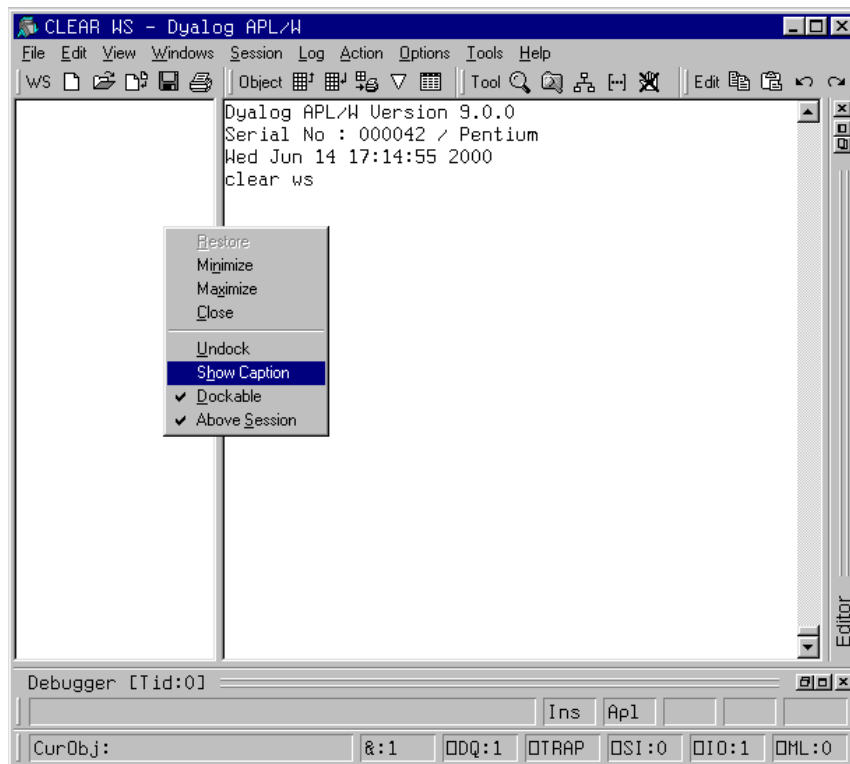 CLEAR WS - Dyalog APL/W
File Edit View Windows Session Log Action Options Tools Help
WS Object Tool Edit
Dyalog APL/W Version 9.0.0
Serial No : 000042 / Pentium
Wed Jun 14 17:14:55 2000
clear ws
Restore
Minimize
Maximize
Close
Undock
Show Caption
Dockable
Above Session
Editor
Debugger [Tid:0]
Ins Apl
CurObj: &:1 ⎕DQ:1 ⎕TRAP ⎕SI:0 ⎕IO:1 ⎕ML:0